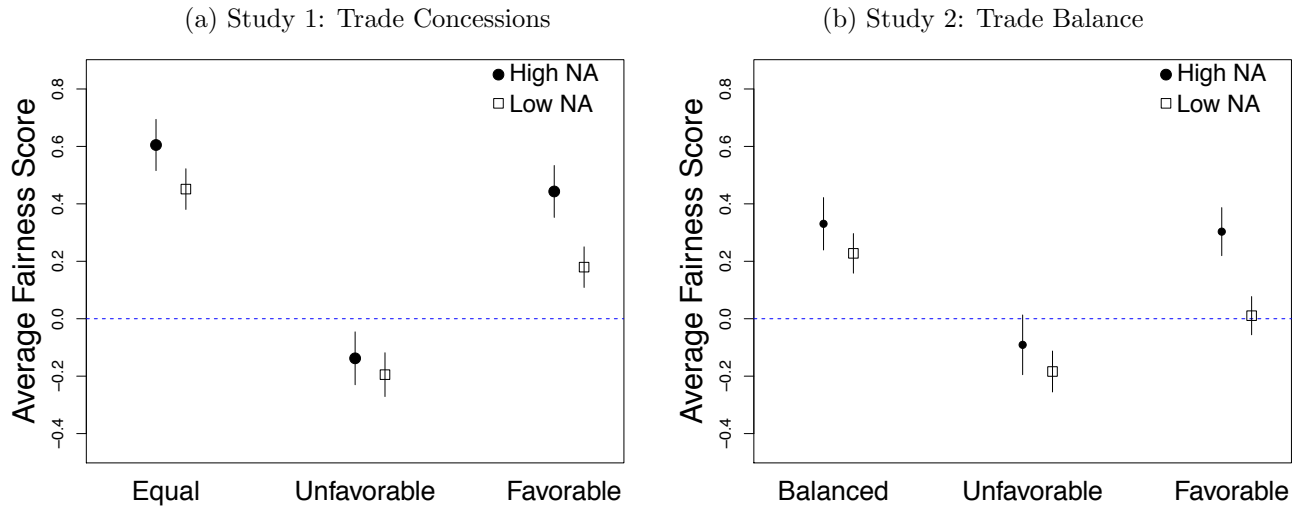 (a) Study 1: Trade Concessions
Average Fairness Score
0.8
0.6
0.4
0.2
0.0
−0.2
−0.4
High NA
Low NA
Equal
Unfavorable
Favorable
(b) Study 2: Trade Balance
Average Fairness Score
0.8
0.6
0.4
0.2
0.0
−0.2
−0.4
High NA
Low NA
Balanced
Unfavorable
Favorable